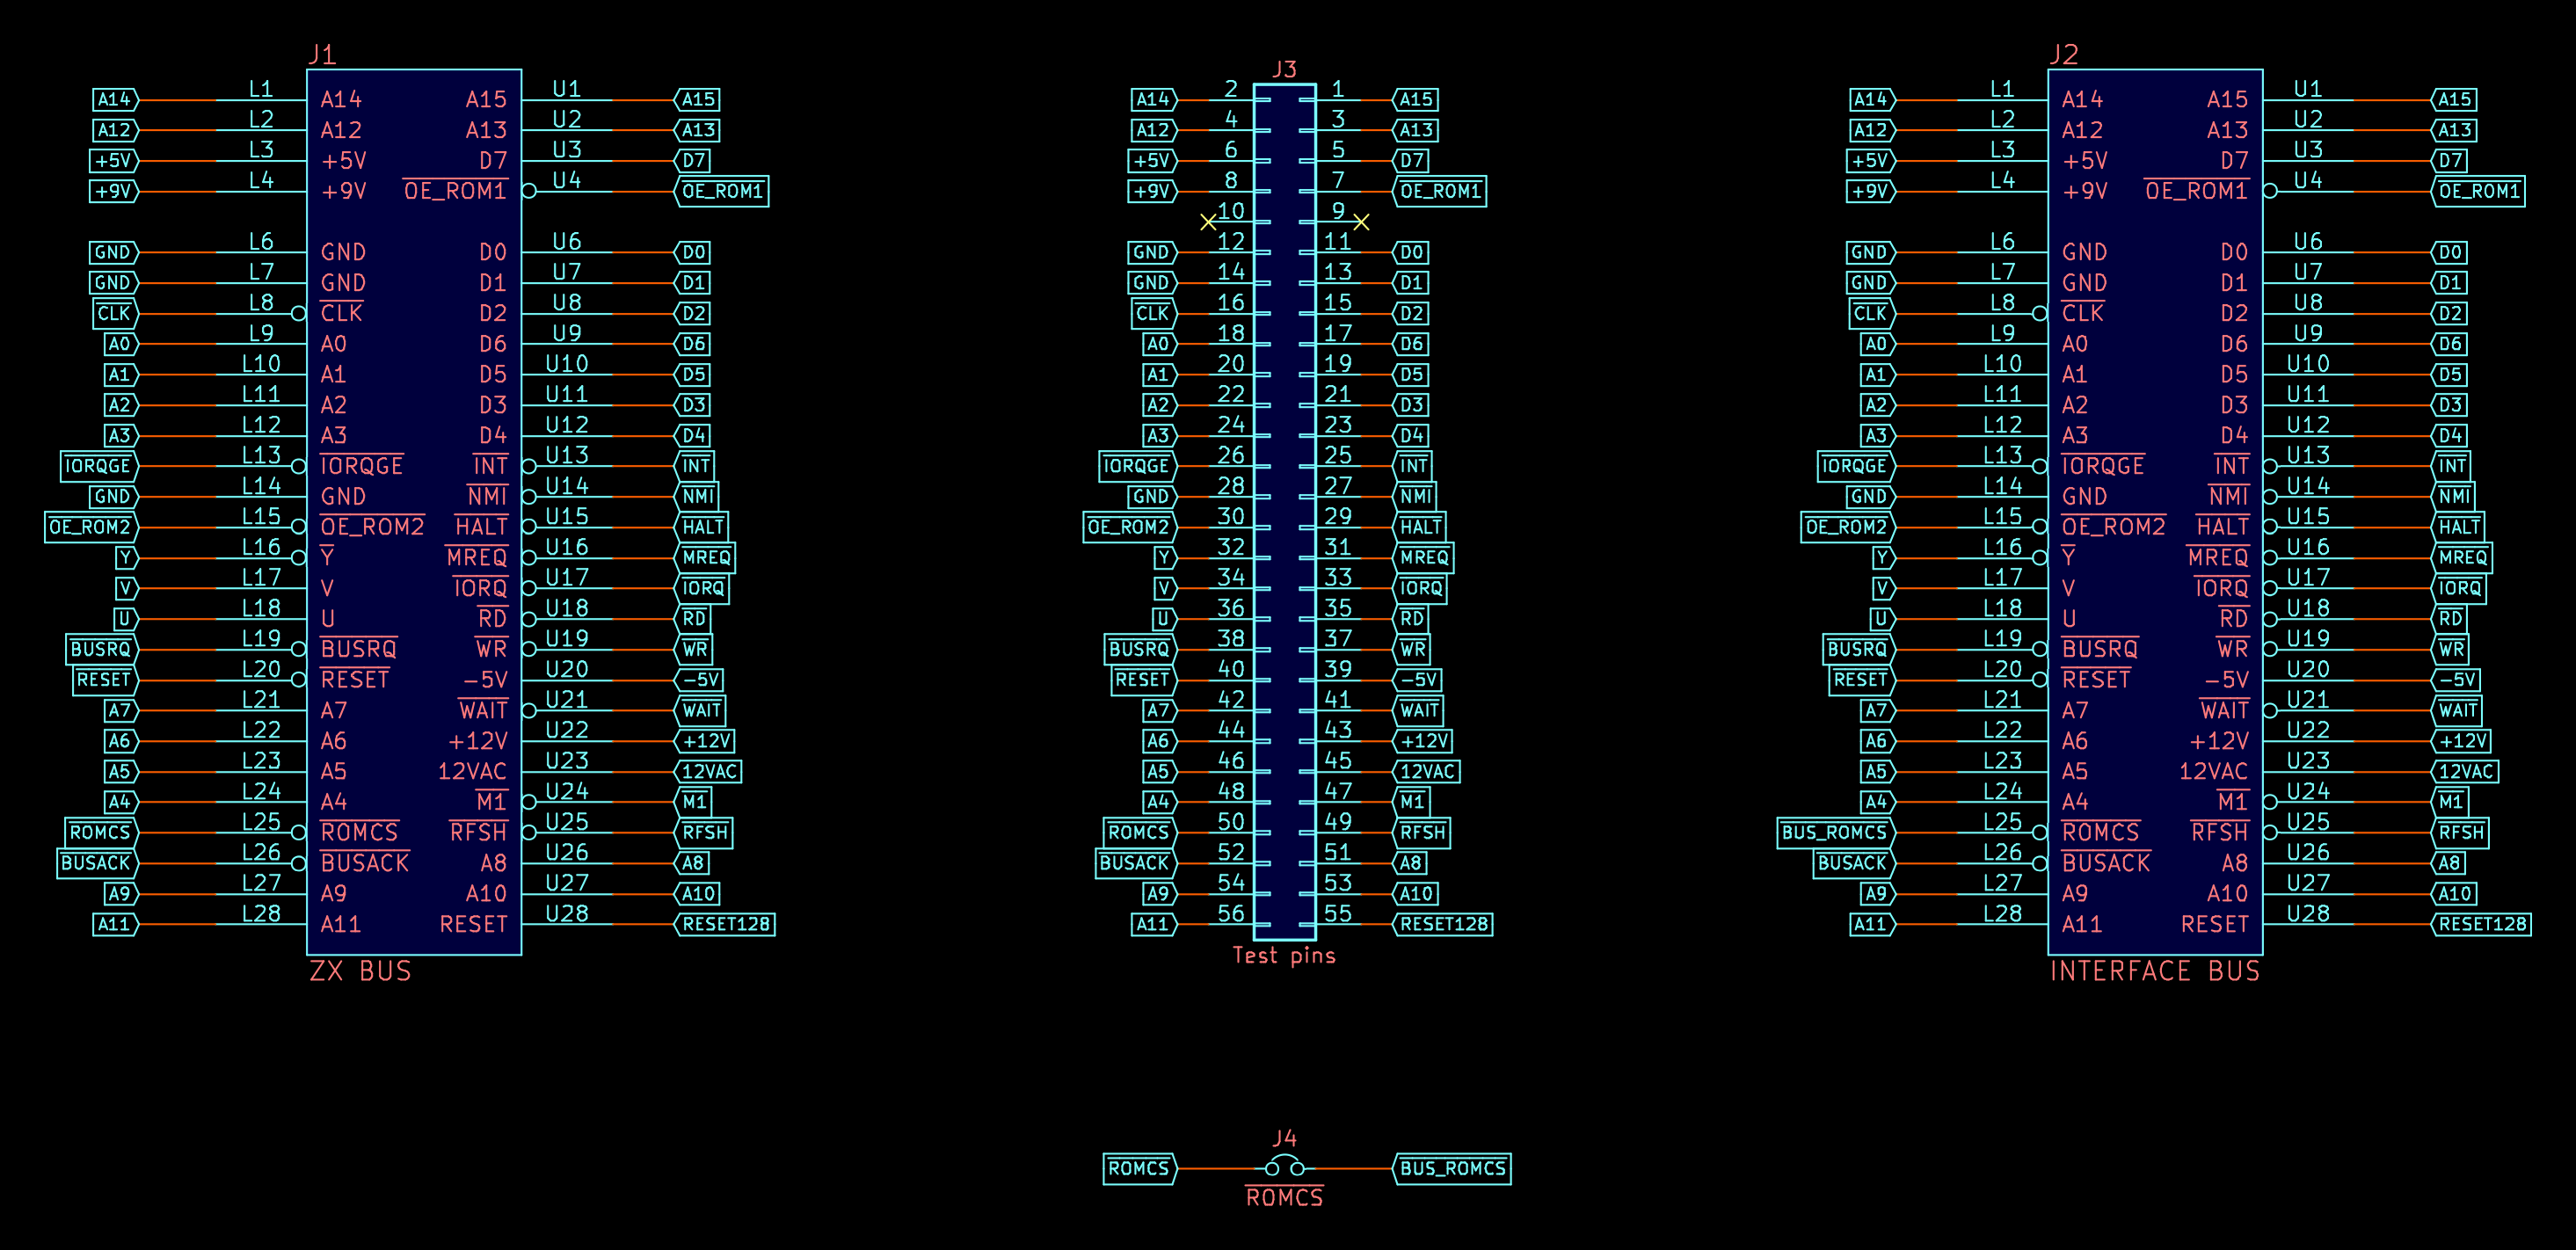 J1
A14 L1 A14 A15 U1 A15
A12 L2 A12 A13 U2 A13
+5V L3 +5V D7 U3 D7
+9V L4 +9V OE_ROM1 U4 OE_ROM1
GND L6 GND D0 U6 D0
GND L7 GND D1 U7 D1
CLK L8 CLK D2 U8 D2
A0 L9 A0 D6 U9 D6
A1 L10 A1 D5 U10 D5
A2 L11 A2 D3 U11 D3
A3 L12 A3 D4 U12 D4
IORQGE L13 IORQGE INT U13 INT
GND L14 GND NMI U14 NMI
OE_ROM2 L15 OE_ROM2 HALT U15 HALT
Y L16 Y MREQ U16 MREQ
V L17 V IORQ U17 IORQ
U L18 U RD U18 RD
BUSRQ L19 BUSRQ WR U19 WR
RESET L20 RESET -5V U20 -5V
A7 L21 A7 WAIT U21 WAIT
A6 L22 A6 +12V U22 +12V
A5 L23 A5 12VAC U23 12VAC
A4 L24 A4 M1 U24 M1
ROMCS L25 ROMCS RFSH U25 RFSH
BUSACK L26 BUSACK A8 U26 A8
A9 L27 A9 A10 U27 A10
A11 L28 A11 RESET U28 RESET128
ZX BUS
J3
A14 2 1 A15
A12 4 3 A13
+5V 6 5 D7
+9V 8 7 OE_ROM1
10 9
GND 12 11 D0
GND 14 13 D1
CLK 16 15 D2
A0 18 17 D6
A1 20 19 D5
A2 22 21 D3
A3 24 23 D4
IORQGE 26 25 INT
GND 28 27 NMI
OE_ROM2 30 29 HALT
Y 32 31 MREQ
V 34 33 IORQ
U 36 35 RD
BUSRQ 38 37 WR
RESET 40 39 -5V
A7 42 41 WAIT
A6 44 43 +12V
A5 46 45 12VAC
A4 48 47 M1
ROMCS 50 49 RFSH
BUSACK 52 51 A8
A9 54 53 A10
A11 56 55 RESET128
Test pins
J2
A14 L1 A14 A15 U1 A15
A12 L2 A12 A13 U2 A13
+5V L3 +5V D7 U3 D7
+9V L4 +9V OE_ROM1 U4 OE_ROM1
GND L6 GND D0 U6 D0
GND L7 GND D1 U7 D1
CLK L8 CLK D2 U8 D2
A0 L9 A0 D6 U9 D6
A1 L10 A1 D5 U10 D5
A2 L11 A2 D3 U11 D3
A3 L12 A3 D4 U12 D4
IORQGE L13 IORQGE INT U13 INT
GND L14 GND NMI U14 NMI
OE_ROM2 L15 OE_ROM2 HALT U15 HALT
Y L16 Y MREQ U16 MREQ
V L17 V IORQ U17 IORQ
U L18 U RD U18 RD
BUSRQ L19 BUSRQ WR U19 WR
RESET L20 RESET -5V U20 -5V
A7 L21 A7 WAIT U21 WAIT
A6 L22 A6 +12V U22 +12V
A5 L23 A5 12VAC U23 12VAC
A4 L24 A4 M1 U24 M1
BUS_ROMCS L25 ROMCS RFSH U25 RFSH
BUSACK L26 BUSACK A8 U26 A8
A9 L27 A9 A10 U27 A10
A11 L28 A11 RESET U28 RESET128
INTERFACE BUS
J4
ROMCS BUS_ROMCS
ROMCS